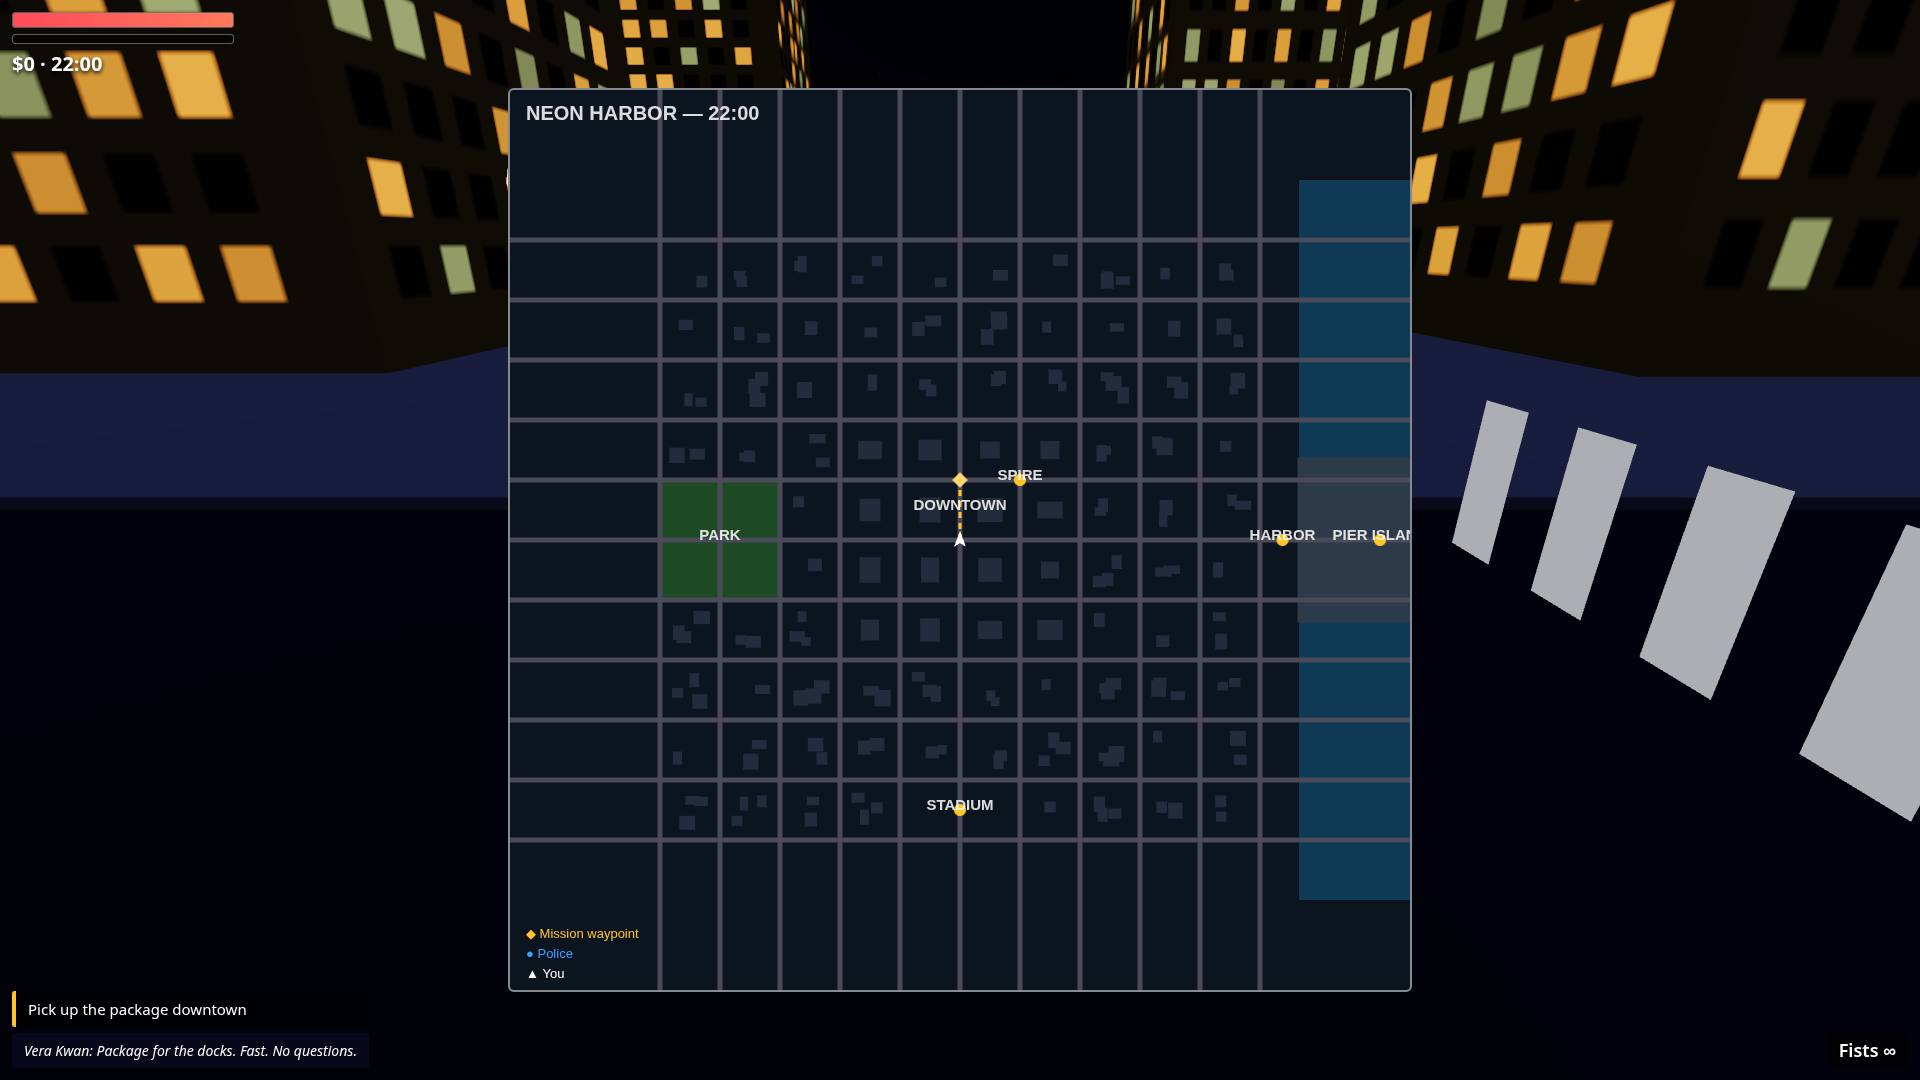 $0 · 22:00
NEON HARBOR — 22:00
SPIRE
DOWNTOWN
PARK
HARBOR
PIER ISLAN
STADIUM
◆ Mission waypoint
● Police
▲ You
Pick up the package downtown
Vera Kwan: Package for the docks. Fast. No questions.
Fists ∞